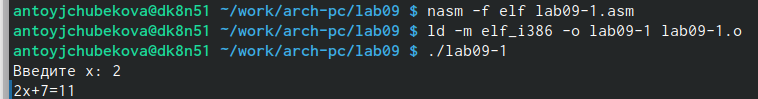 antoyjchubekova@dk8n51 ~/work/arch-pc/lab09 $ nasm -f elf lab09-1.asm
antoyjchubekova@dk8n51 ~/work/arch-pc/lab09 $ ld -m elf_i386 -o lab09-1 lab09-1.o
antoyjchubekova@dk8n51 ~/work/arch-pc/lab09 $ ./lab09-1
Введите x: 2
2x+7=11